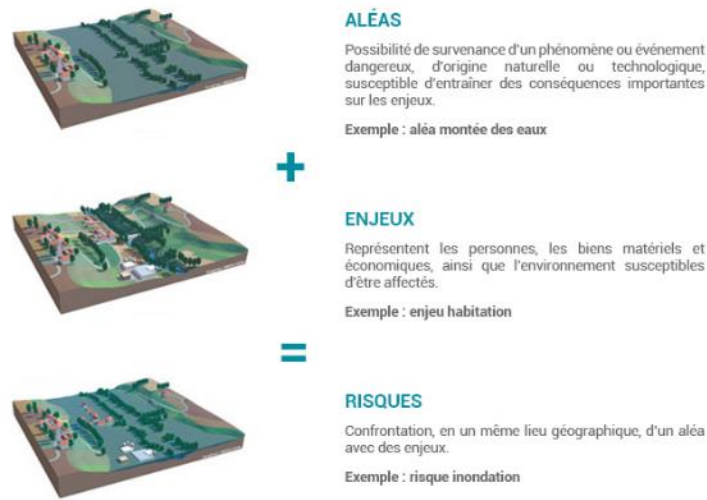 ALÉAS
Possibilité de survenance d'un phénomène ou événement
dangereux, d'origine naturelle ou technologique,
susceptible d'entraîner des conséquences importantes
sur les enjeux.
Exemple : aléa montée des eaux
+
ENJEUX
Représentent les personnes, les biens matériels et
économiques, ainsi que l'environnement susceptibles
d'être affectés.
Exemple : enjeu habitation
=
RISQUES
Confrontation, en un même lieu géographique, d'un aléa
avec des enjeux.
Exemple : risque inondation